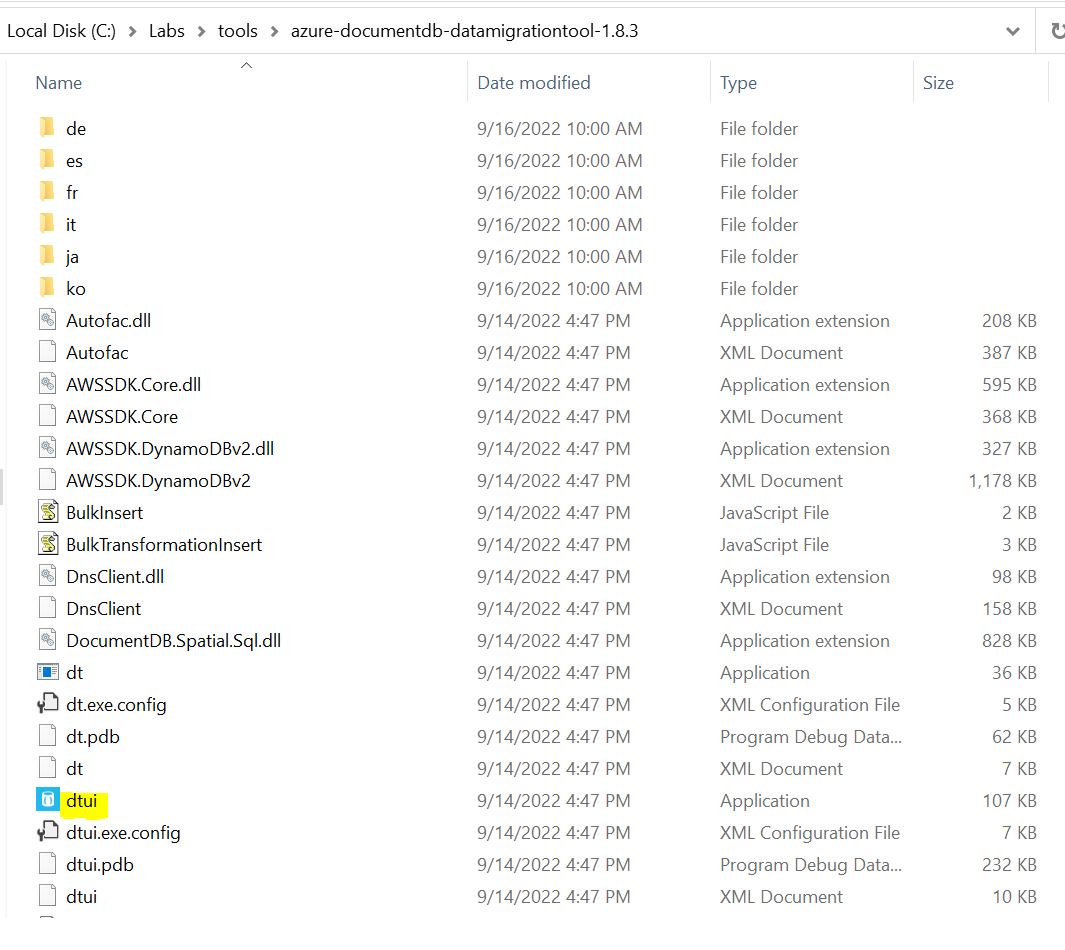 Local Disk (C:) > Labs > tools > azure-documentdb-datamigrationtool-1.8.3
Name Date modified Type Size
de 9/16/2022 10:00 AM File folder
es 9/16/2022 10:00 AM File folder
fr 9/16/2022 10:00 AM File folder
it 9/16/2022 10:00 AM File folder
ja 9/16/2022 10:00 AM File folder
ko 9/16/2022 10:00 AM File folder
Autofac.dll 9/14/2022 4:47 PM Application extension 208 KB
Autofac 9/14/2022 4:47 PM XML Document 387 KB
AWSSDK.Core.dll 9/14/2022 4:47 PM Application extension 595 KB
AWSSDK.Core 9/14/2022 4:47 PM XML Document 368 KB
AWSSDK.DynamoDBv2.dll 9/14/2022 4:47 PM Application extension 327 KB
AWSSDK.DynamoDBv2 9/14/2022 4:47 PM XML Document 1,178 KB
BulkInsert 9/14/2022 4:47 PM JavaScript File 2 KB
BulkTransformationInsert 9/14/2022 4:47 PM JavaScript File 3 KB
DnsClient.dll 9/14/2022 4:47 PM Application extension 98 KB
DnsClient 9/14/2022 4:47 PM XML Document 158 KB
DocumentDB.Spatial.Sql.dll 9/14/2022 4:47 PM Application extension 828 KB
dt 9/14/2022 4:47 PM Application 36 KB
dt.exe.config 9/14/2022 4:47 PM XML Configuration File 5 KB
dt.pdb 9/14/2022 4:47 PM Program Debug Data... 62 KB
dt 9/14/2022 4:47 PM XML Document 7 KB
dtui 9/14/2022 4:47 PM Application 107 KB
dtui.exe.config 9/14/2022 4:47 PM XML Configuration File 7 KB
dtui.pdb 9/14/2022 4:47 PM Program Debug Data... 232 KB
dtui 9/14/2022 4:47 PM XML Document 10 KB